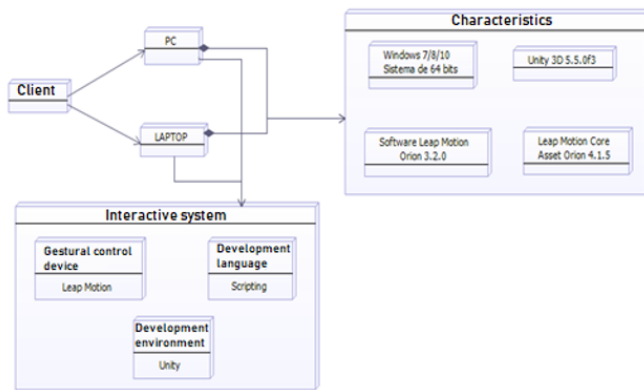 Characteristics
PC
Windows 7/8/10
Sistema de 64 bits
Unity 3D 5.5.0f3
Client
LAPTOP
Software Leap Motion
Orion 3.2.0
Leap Motion Core
Asset Orion 4.1.5
Interactive system
Gestural control
device
Leap Motion
Development
language
Scripting
Development
environment
Unity